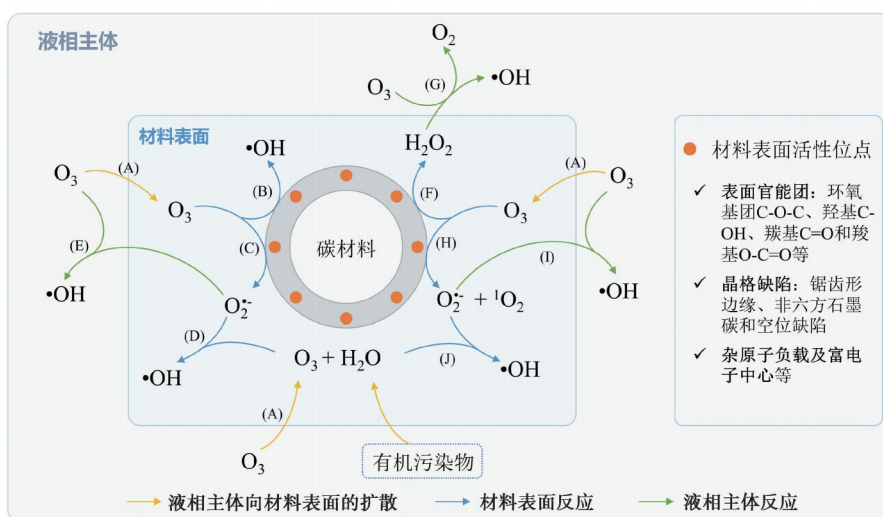 液相主体
O₂
O₃
(G)
•OH
材料表面
•OH
H₂O₂
(A)
O₃
(A)
O₃
O₃
(B)
(F)
O₃
(C)
碳材料
(H)
(E)
(I)
•OH
O₂•-
O₂•- + ¹O₂
•OH
(D)
O₃ + H₂O
(J)
•OH
•OH
(A)
O₃
有机污染物
材料表面活性位点
✓ 表面官能团：环氧
基团C-O-C、羟基C-
OH、羰基C=O和羧
基O-C=O等
✓ 晶格缺陷：锯齿形
边缘、非六方石墨
碳和空位缺陷
✓ 杂原子负载及富电
子中心等
液相主体向材料表面的扩散
材料表面反应
液相主体反应